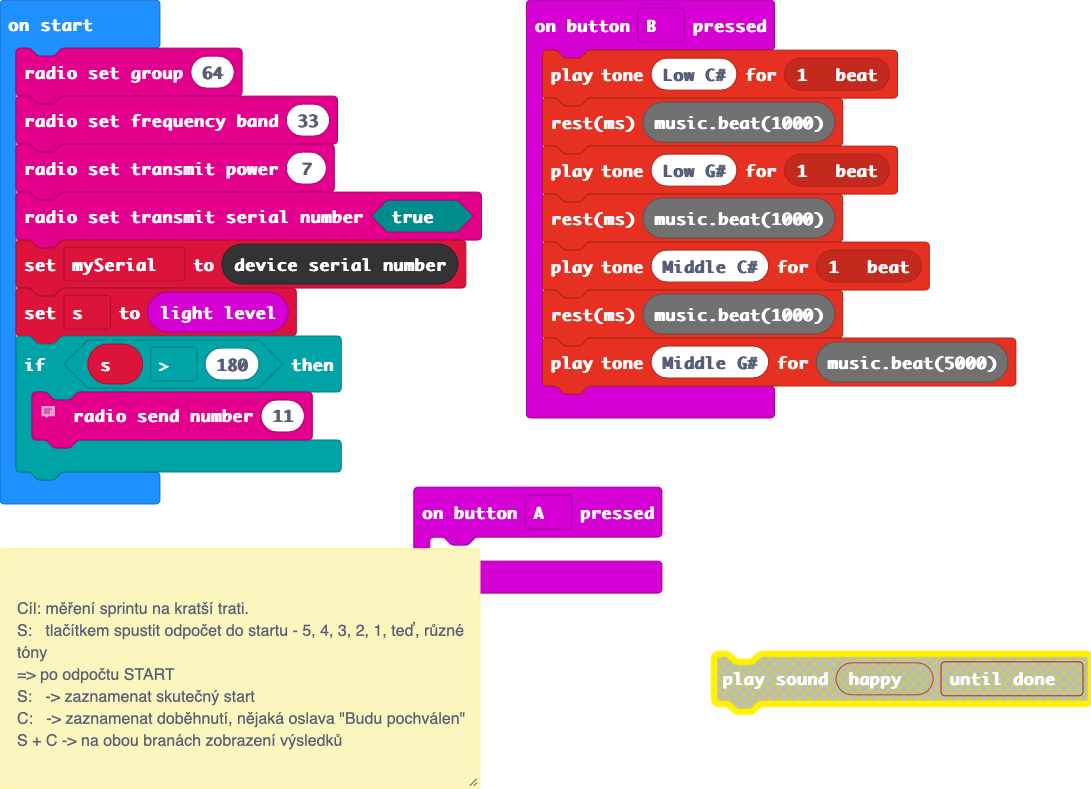 on start
radio set group 64
radio set frequency band 33
radio set transmit power 7
radio set transmit serial number true
set mySerial to device serial number
set s to light level
if s > 180 then
radio send number 11
on button B pressed
play tone Low C# for 1 beat
rest(ms) music.beat(1000)
play tone Low G# for 1 beat
rest(ms) music.beat(1000)
play tone Middle C# for 1 beat
rest(ms) music.beat(1000)
play tone Middle G# for music.beat(5000)
on button A pressed
Cíl: měření sprintu na kratší trati.
S: tlačítkem spustit odpočet do startu - 5, 4, 3, 2, 1, teď, různé
tóny
=> po odpočtu START
S: -> zaznamenat skutečný start
C: -> zaznamenat doběhnutí, nějaká oslava "Budu pochválen"
S + C -> na obou branách zobrazení výsledků
play sound happy until done